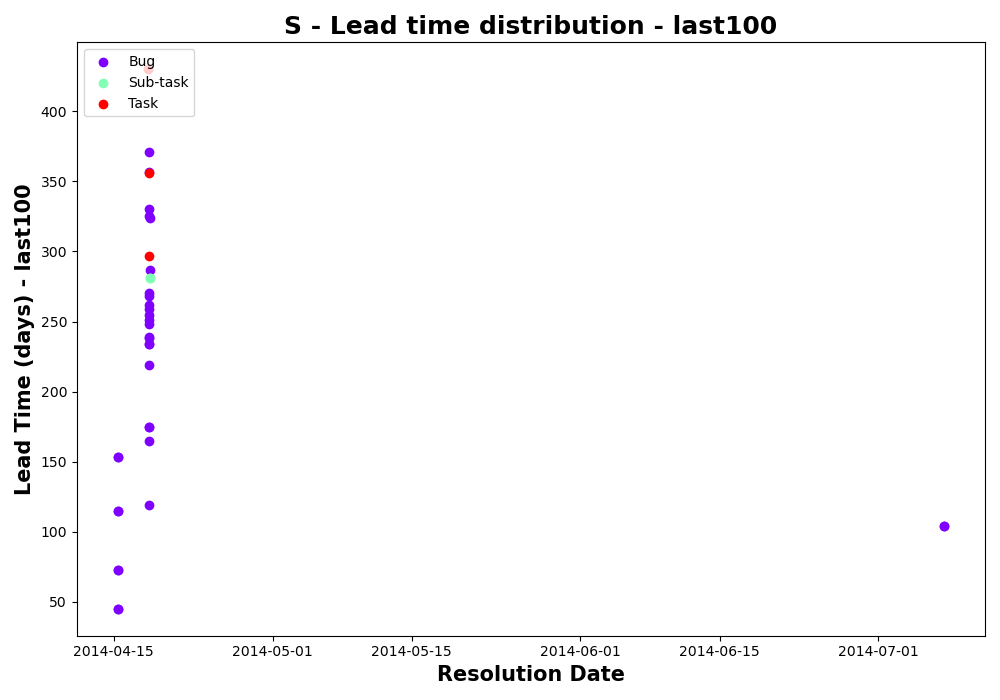 S - Lead time distribution - last100
Bug
Sub-task
Task
Lead Time (days) - last100
400
350
300
250
200
150
100
50
2014-04-15
2014-05-01
2014-05-15
2014-06-01
2014-06-15
2014-07-01
Resolution Date